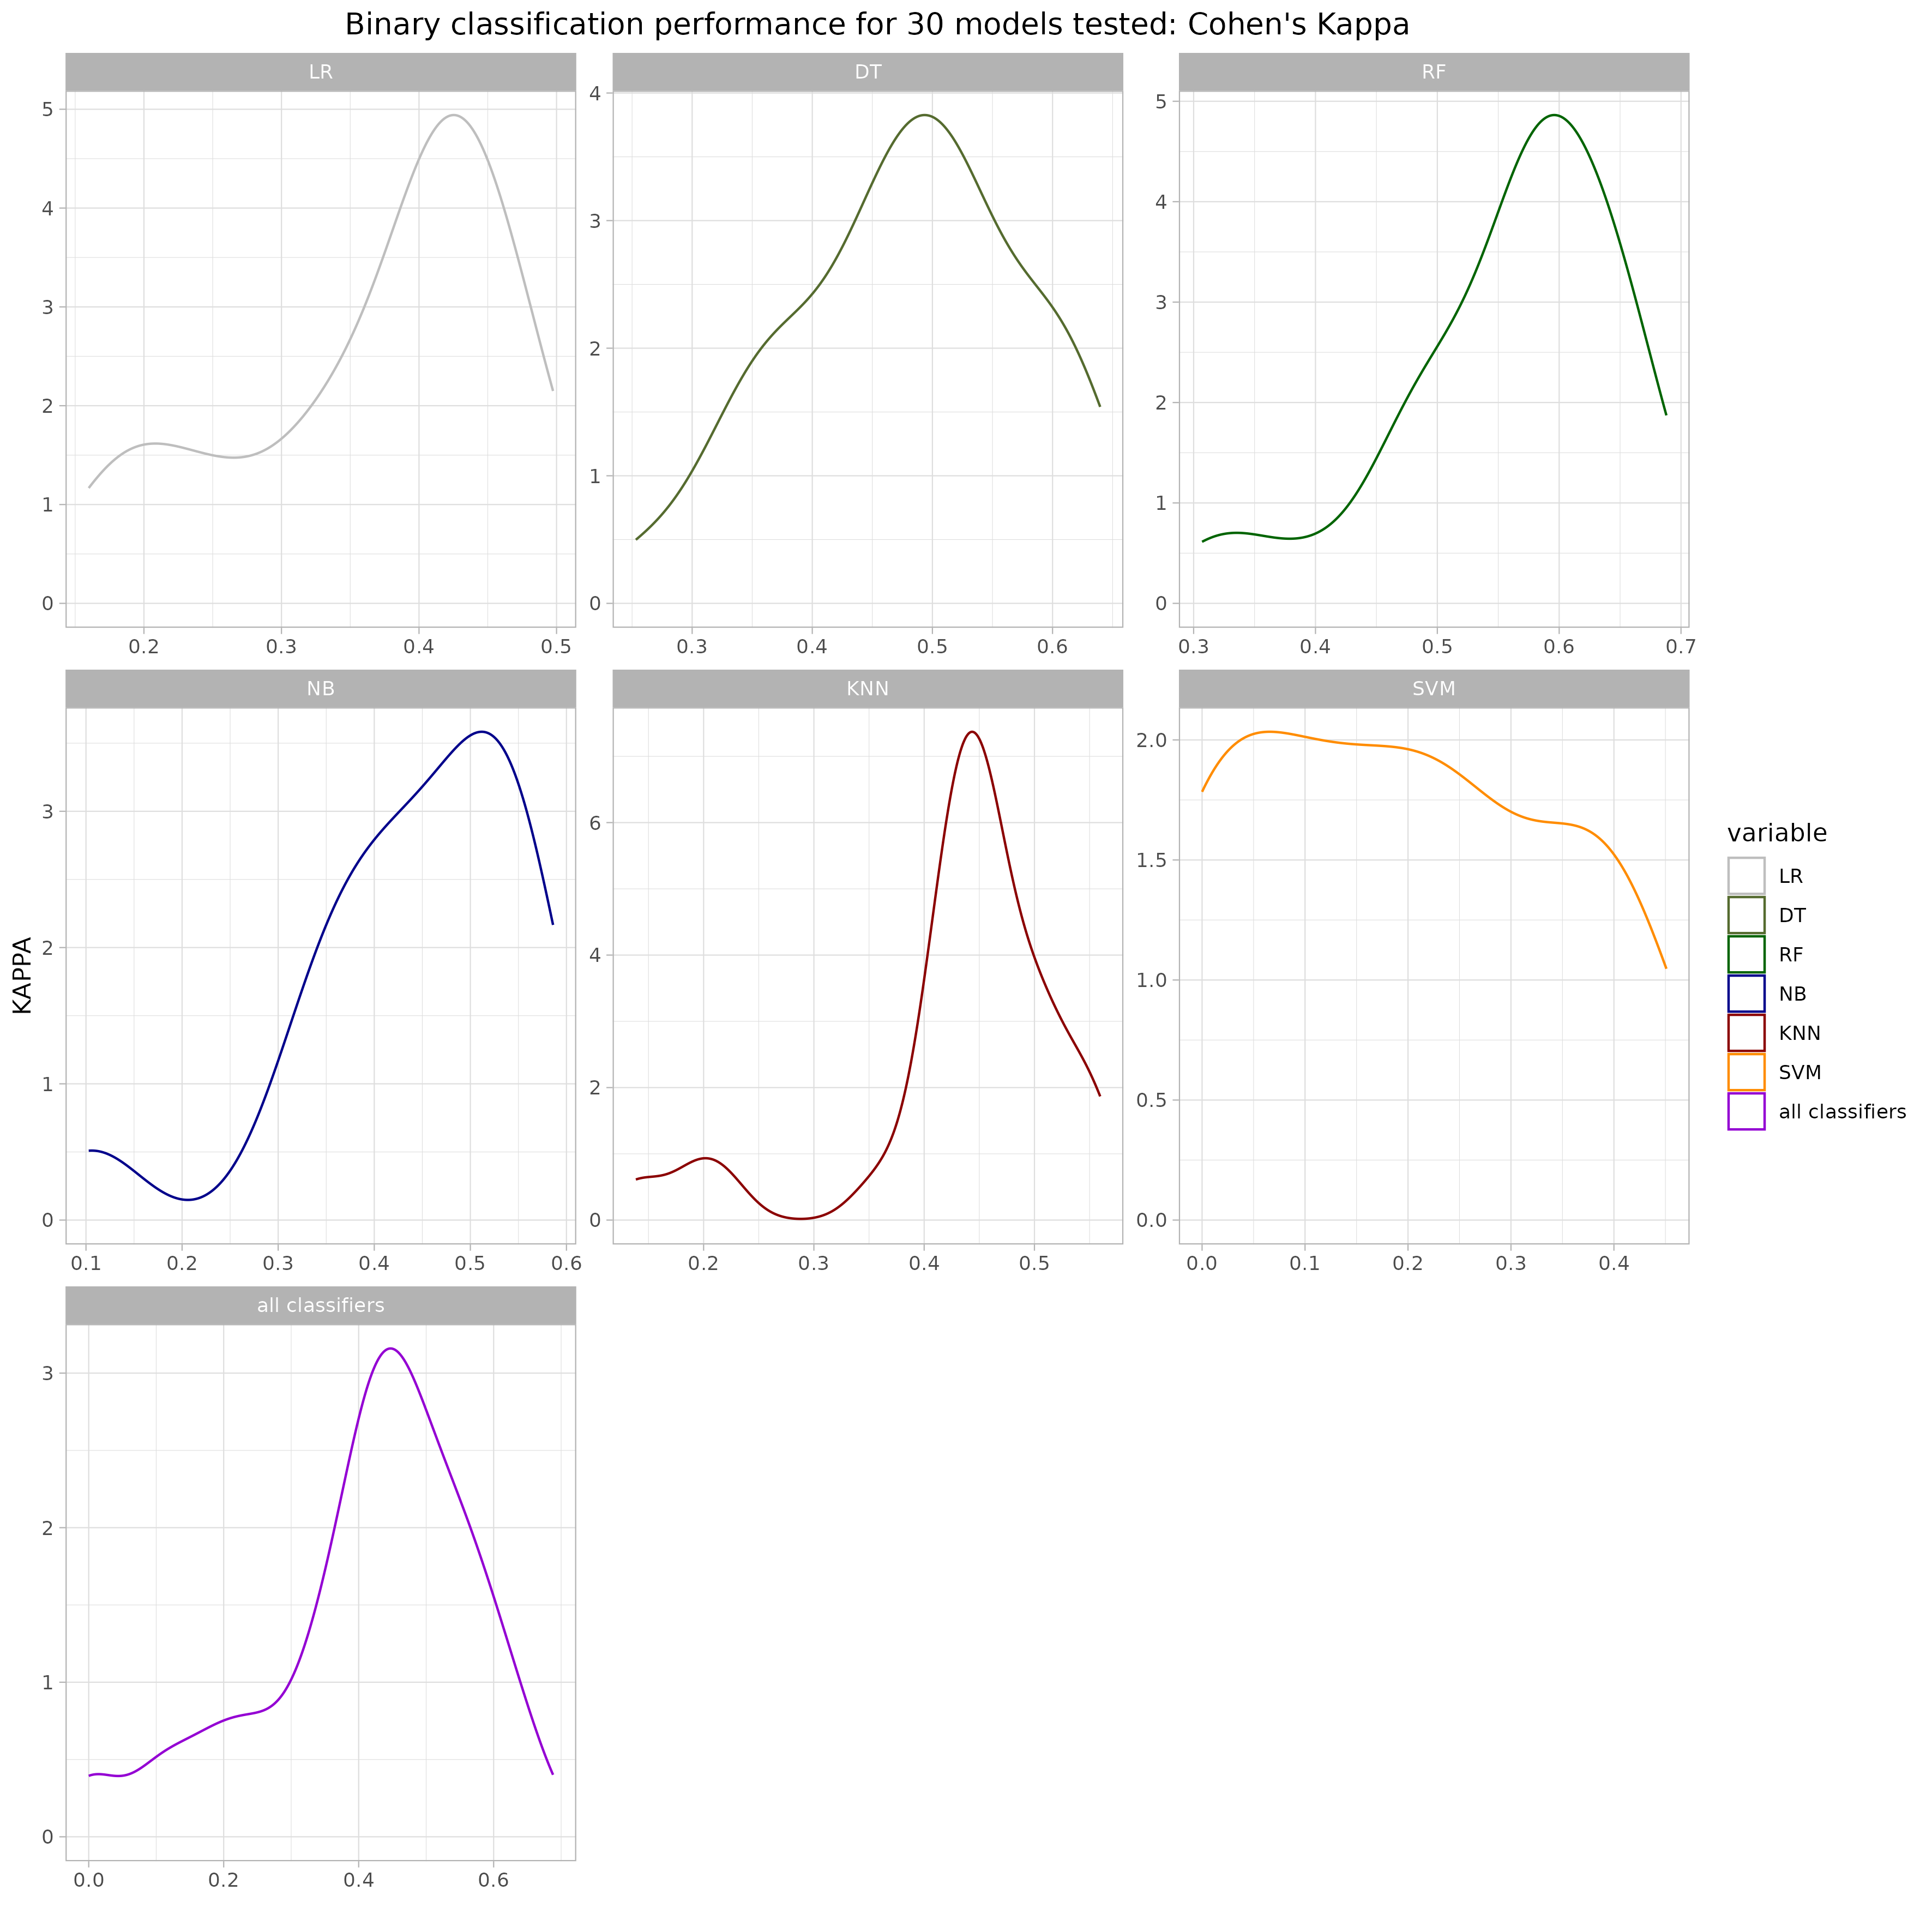 Binary classification performance for 30 models tested: Cohen's Kappa
LR
DT
RF
5
4
3
2
1
0
0.2 0.3 0.4 0.5
4
3
2
1
0
0.3 0.4 0.5 0.6
5
4
3
2
1
0
0.3 0.4 0.5 0.6 0.7
NB
KNN
SVM
KAPPA
3
2
1
0
0.1 0.2 0.3 0.4 0.5 0.6
6
4
2
0
0.2 0.3 0.4 0.5
2.0
1.5
1.0
0.5
0.0
0.0 0.1 0.2 0.3 0.4
all classifiers
3
2
1
0
0.0 0.2 0.4 0.6
variable
LR
DT
RF
NB
KNN
SVM
all classifiers